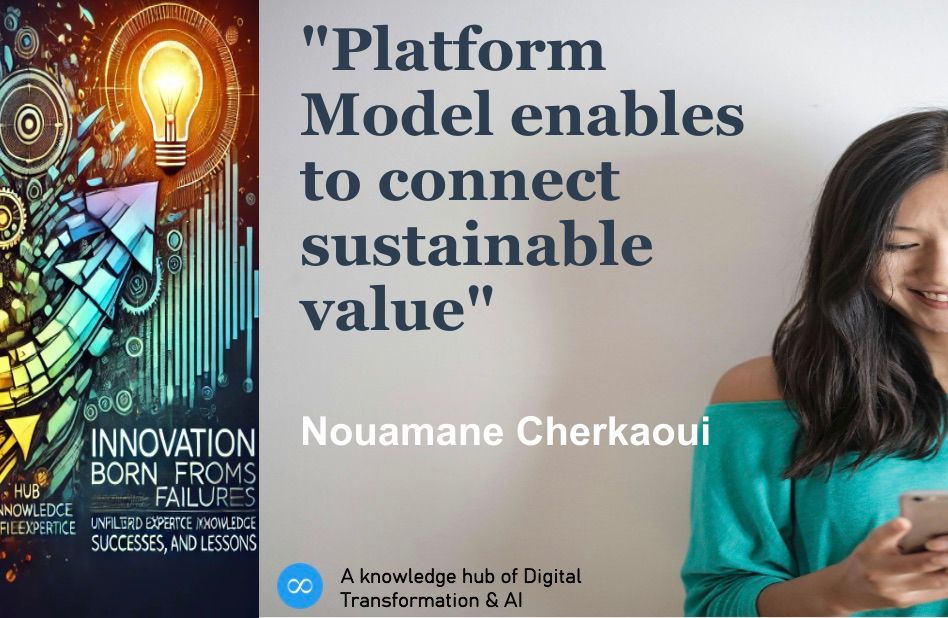 "Platform
Model enables
to connect
sustainable
value"
Nouamane Cherkaoui
A knowledge hub of Digital
Transformation & AI
INNOVATION
BORN FROMS
FAILURES
SUCCESSES, AND LESSONS
HUB